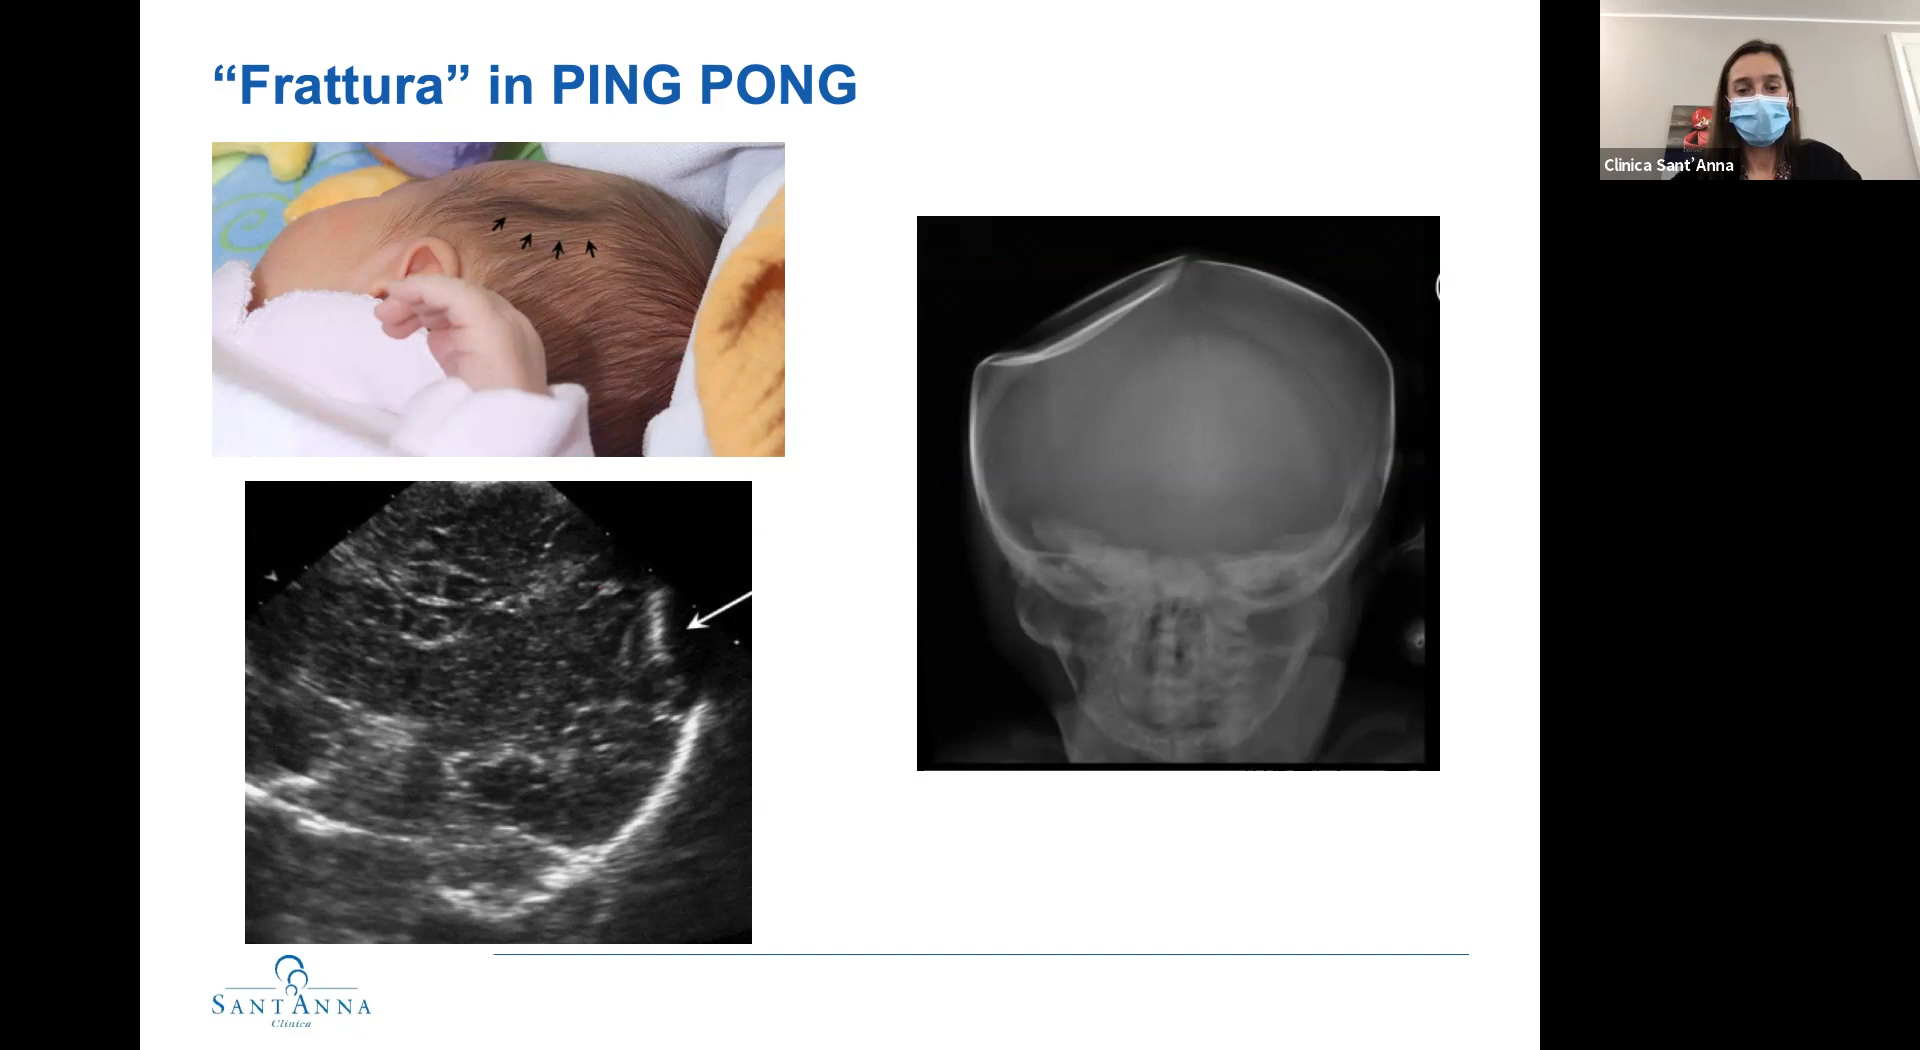 “Frattura” in PING PONG
Clinica Sant’Anna
SANT ANNA
Clinica